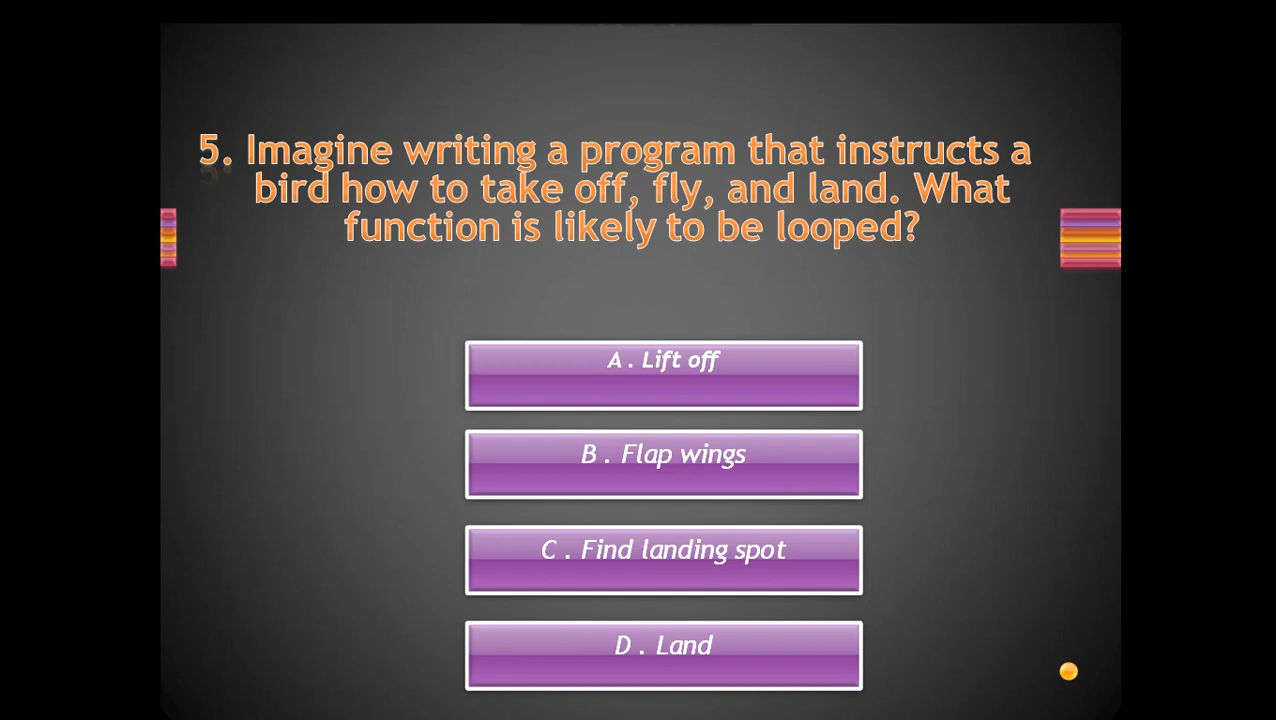 5. Imagine writing a program that instructs a
bird how to take off, fly, and land. What
function is likely to be looped?
A . Lift off
B . Flap wings
C . Find landing spot
D . Land